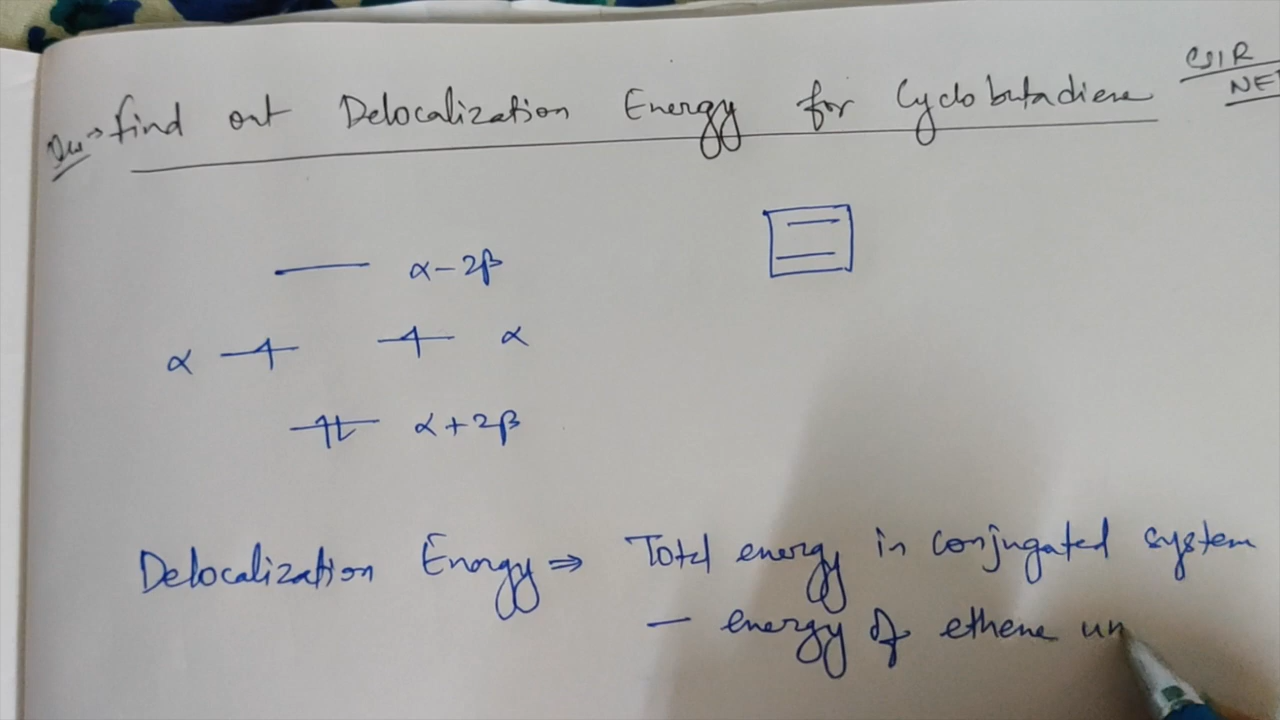 Qu → find out Delocalization Energy for Cyclobutadiene
CSIR
NET
α-2β
α α
α+2β
Delocalization Energy ⇒ Total energy in conjugated system
- energy of ethene un